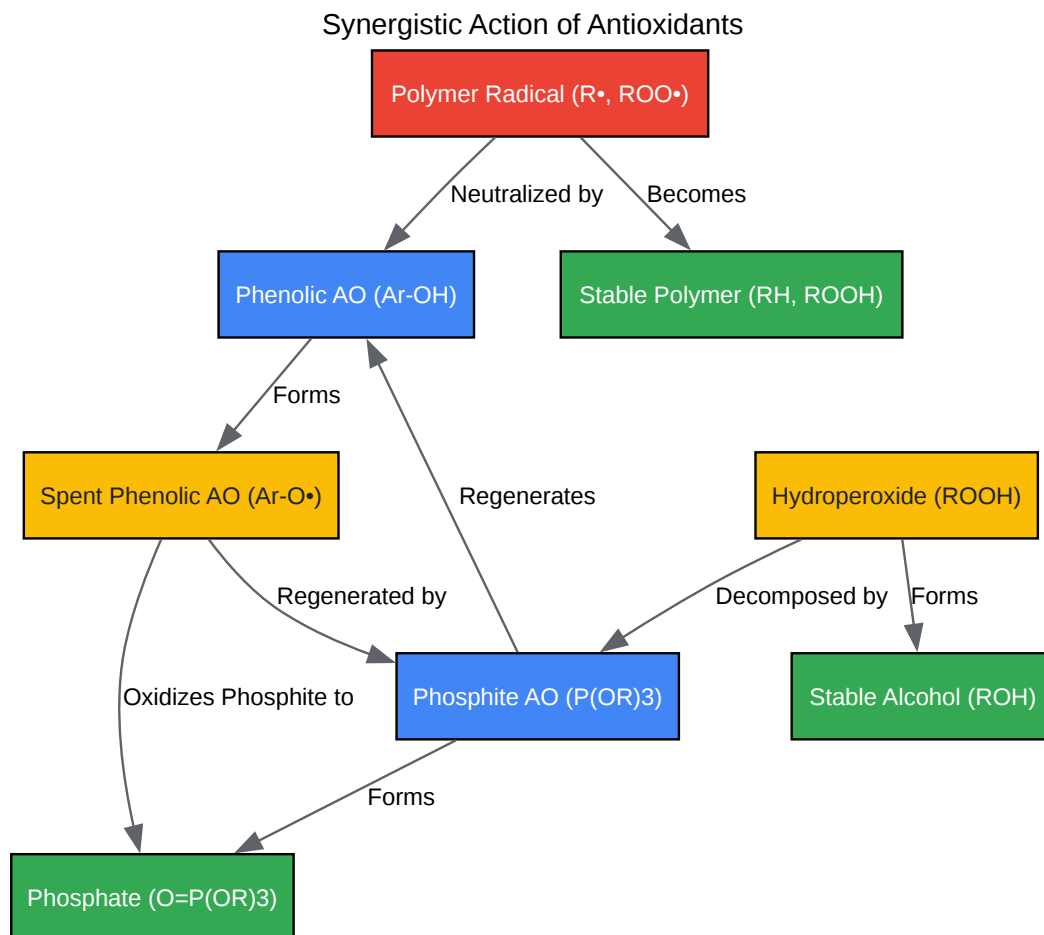 Synergistic Action of Antioxidants
Polymer Radical (R•, ROO•)
Neutralized by
Becomes
Phenolic AO (Ar-OH)
Stable Polymer (RH, ROOH)
Forms
Spent Phenolic AO (Ar-O•)
Regenerates
Hydroperoxide (ROOH)
Regenerated by
Decomposed by
Forms
Oxidizes Phosphite to
Phosphite AO (P(OR)3)
Stable Alcohol (ROH)
Forms
Phosphate (O=P(OR)3)